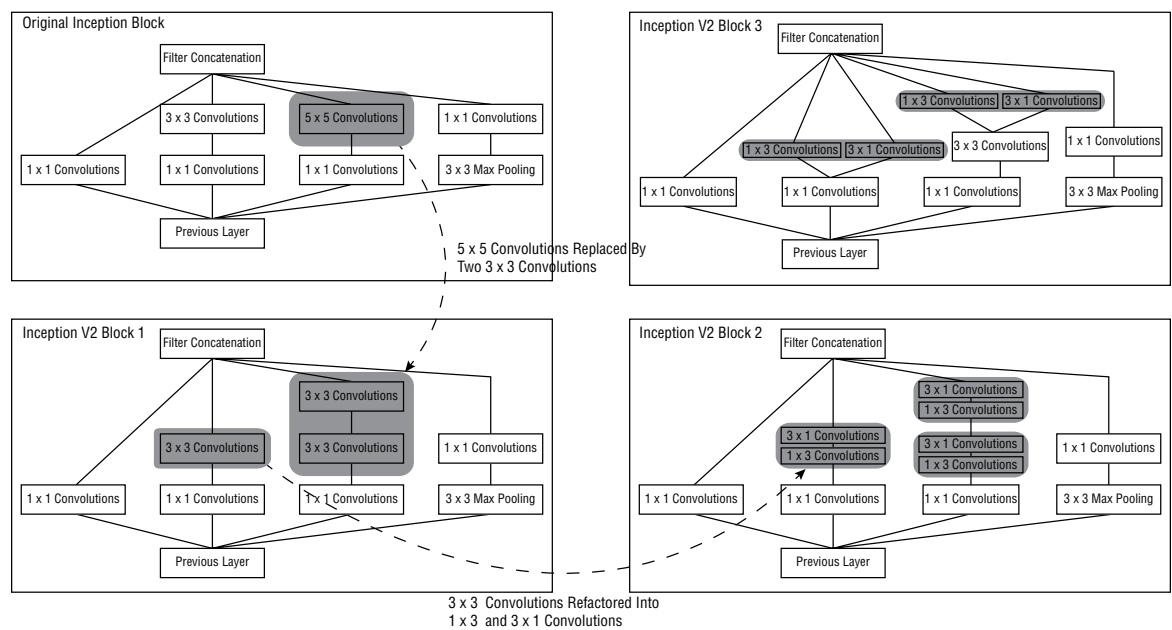 Original Inception Block
Filter Concatenation
3 x 3 Convolutions
5 x 5 Convolutions
1 x 1 Convolutions
1 x 1 Convolutions
1 x 1 Convolutions
1 x 1 Convolutions
3 x 3 Max Pooling
Previous Layer
5 x 5 Convolutions Replaced By
Two 3 x 3 Convolutions
Inception V2 Block 3
Filter Concatenation
1 x 3 Convolutions
3 x 1 Convolutions
1 x 3 Convolutions
3 x 1 Convolutions
3 x 3 Convolutions
1 x 1 Convolutions
1 x 1 Convolutions
1 x 1 Convolutions
1 x 1 Convolutions
3 x 3 Max Pooling
Previous Layer
Inception V2 Block 1
Filter Concatenation
3 x 3 Convolutions
3 x 3 Convolutions
3 x 3 Convolutions
1 x 1 Convolutions
1 x 1 Convolutions
1 x 1 Convolutions
1 x 1 Convolutions
3 x 3 Max Pooling
Previous Layer
3 x 3 Convolutions Refactored Into
1 x 3 and 3 x 1 Convolutions
Inception V2 Block 2
Filter Concatenation
3 x 1 Convolutions
1 x 3 Convolutions
3 x 1 Convolutions
1 x 3 Convolutions
3 x 1 Convolutions
1 x 3 Convolutions
1 x 1 Convolutions
1 x 1 Convolutions
1 x 1 Convolutions
1 x 1 Convolutions
3 x 3 Max Pooling
Previous Layer